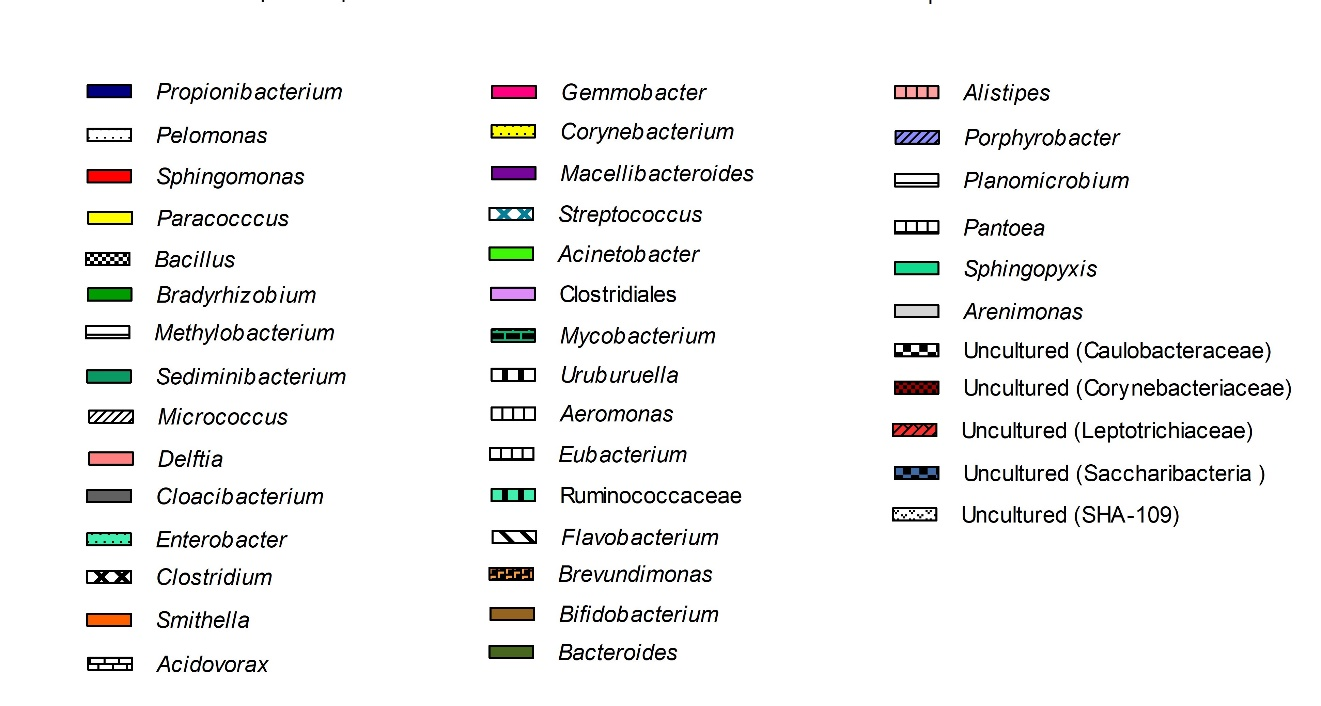 Propionibacterium
Pelomonas
Sphingomonas
Paracocccus
Bacillus
Bradyrhizobium
Methylobacterium
Sediminibacterium
Micrococcus
Delftia
Cloacibacterium
Enterobacter
Clostridium
Smithella
Acidovorax
Gemmobacter
Corynebacterium
Macellibacteroides
Streptococcus
Acinetobacter
Clostridiales
Mycobacterium
Uruburuella
Aeromonas
Eubacterium
Ruminococcaceae
Flavobacterium
Brevundimonas
Bifidobacterium
Bacteroides
Alistipes
Porphyrobacter
Planomicrobium
Pantoea
Sphingopyxis
Arenimonas
Uncultured (Caulobacteraceae)
Uncultured (Corynebacteriaceae)
Uncultured (Leptotrichiaceae)
Uncultured (Saccharibacteria )
Uncultured (SHA-109)